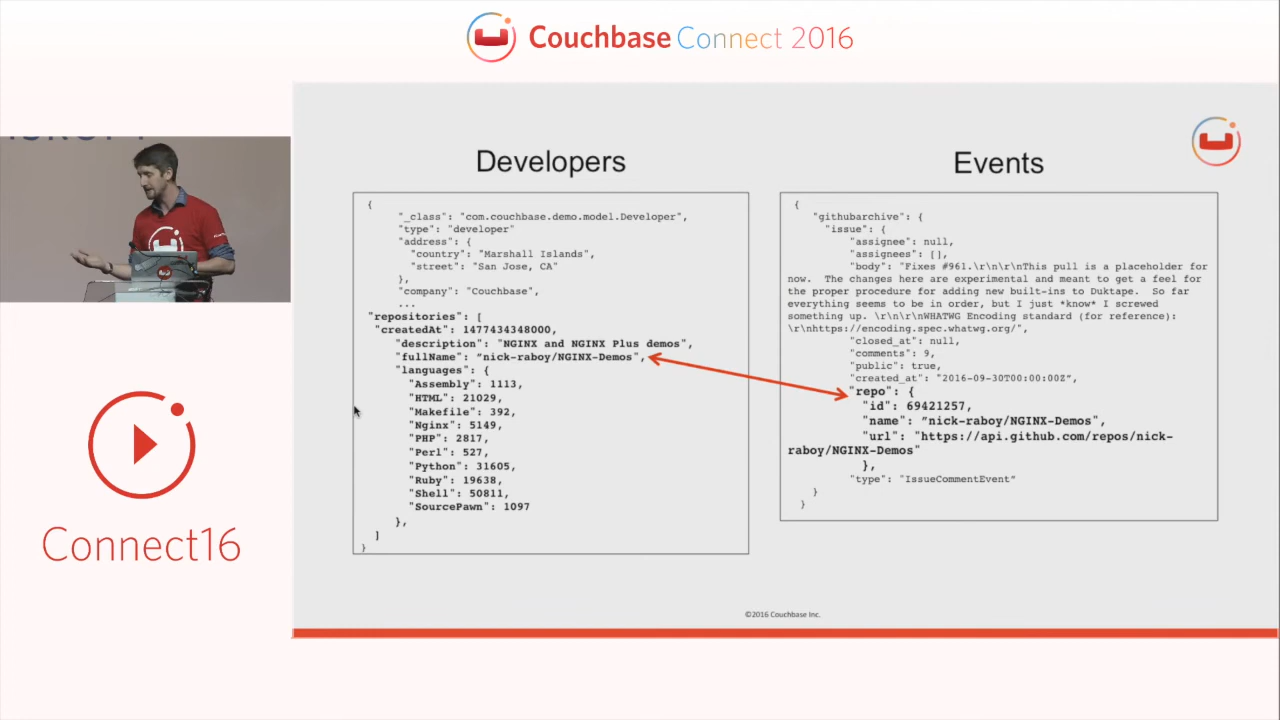 Couchbase Connect 2016
Developers
{
"_class": "com.couchbase.demo.model.Developer",
"type": "developer"
"address": {
"country": "Marshall Islands",
"street": "San Jose, CA"
},
"company": "Couchbase",
...
"repositories": [
"createdAt": 1477434348000,
"description": "NGINX and NGINX Plus demos",
"fullName": “nick-raboy/NGINX-Demos",
"languages": {
"Assembly": 1113,
"HTML": 21029,
"Makefile": 392,
"Nginx": 5149,
"PHP": 2817,
"Perl": 527,
"Python": 31605,
"Ruby": 19638,
"Shell": 50811,
"SourcePawn": 1097
},
]
}
Events
{
"githubarchive": {
"issue": {
"assignee": null,
"assignees": [],
"body": "Fixes #961.\r\n\r\nThis pull is a placeholder for
now.  The changes here are experimental and meant to get a feel for
the proper procedure for adding new built-ins to Duktape.  So far
everything seems to be in order, but I just *know* I screwed
something up. \r\n\r\nWHATWG Encoding standard (for reference):
\r\nhttps://encoding.spec.whatwg.org/",
"closed_at": null,
"comments": 9,
"public": true,
"created_at": "2016-09-30T00:00:00Z“,
"repo": {
"id": 69421257,
"name": “nick-raboy/NGINX-Demos",
"url": "https://api.github.com/repos/nick-
raboy/NGINX-Demos"
},
"type": "IssueCommentEvent”
}
}
Connect16
©2016 Couchbase Inc.